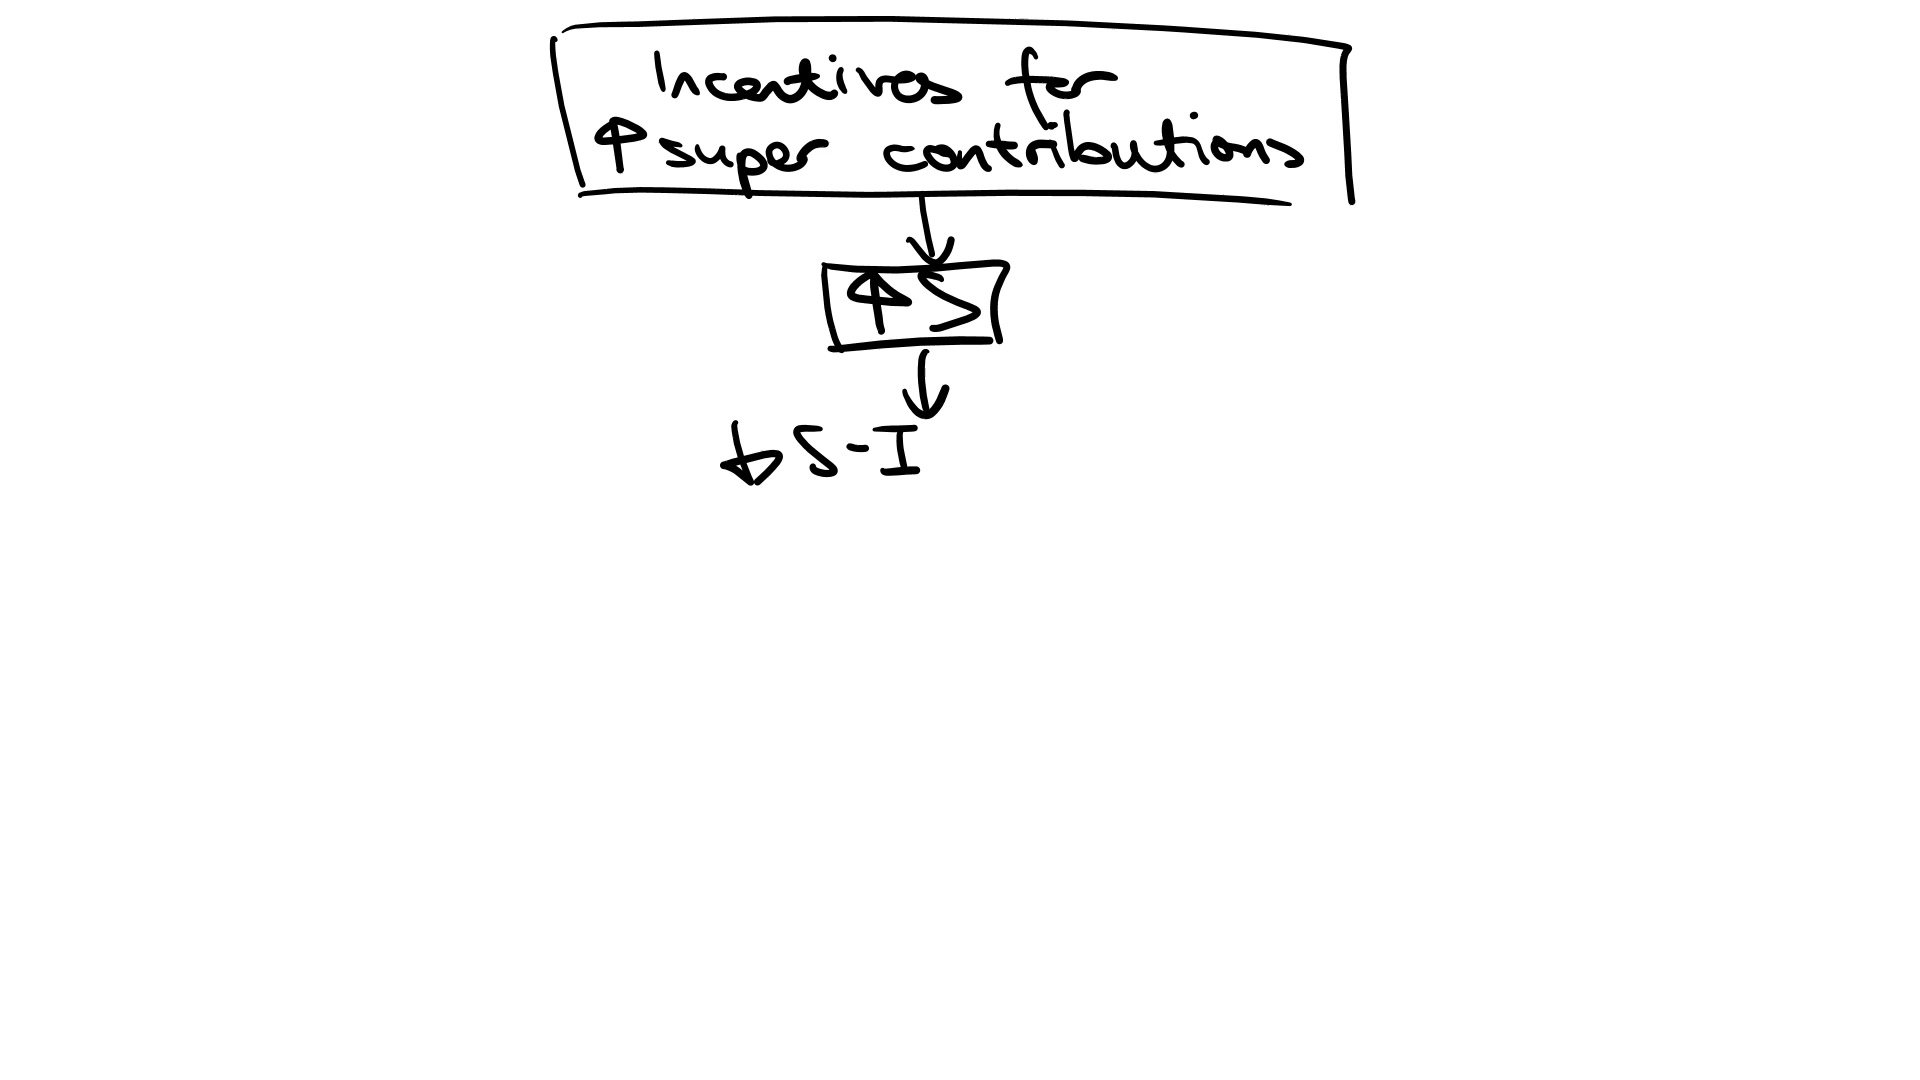 Incentives for
↑ super contributions
↑ S
↓ S-I